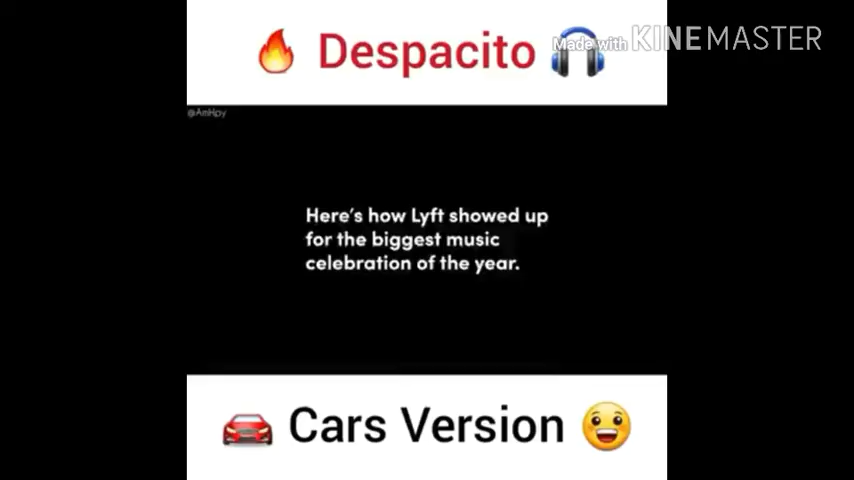 Despacito
Made with KINEMASTER
@AmHpy
Here's how Lyft showed up
for the biggest music
celebration of the year.
Cars Version